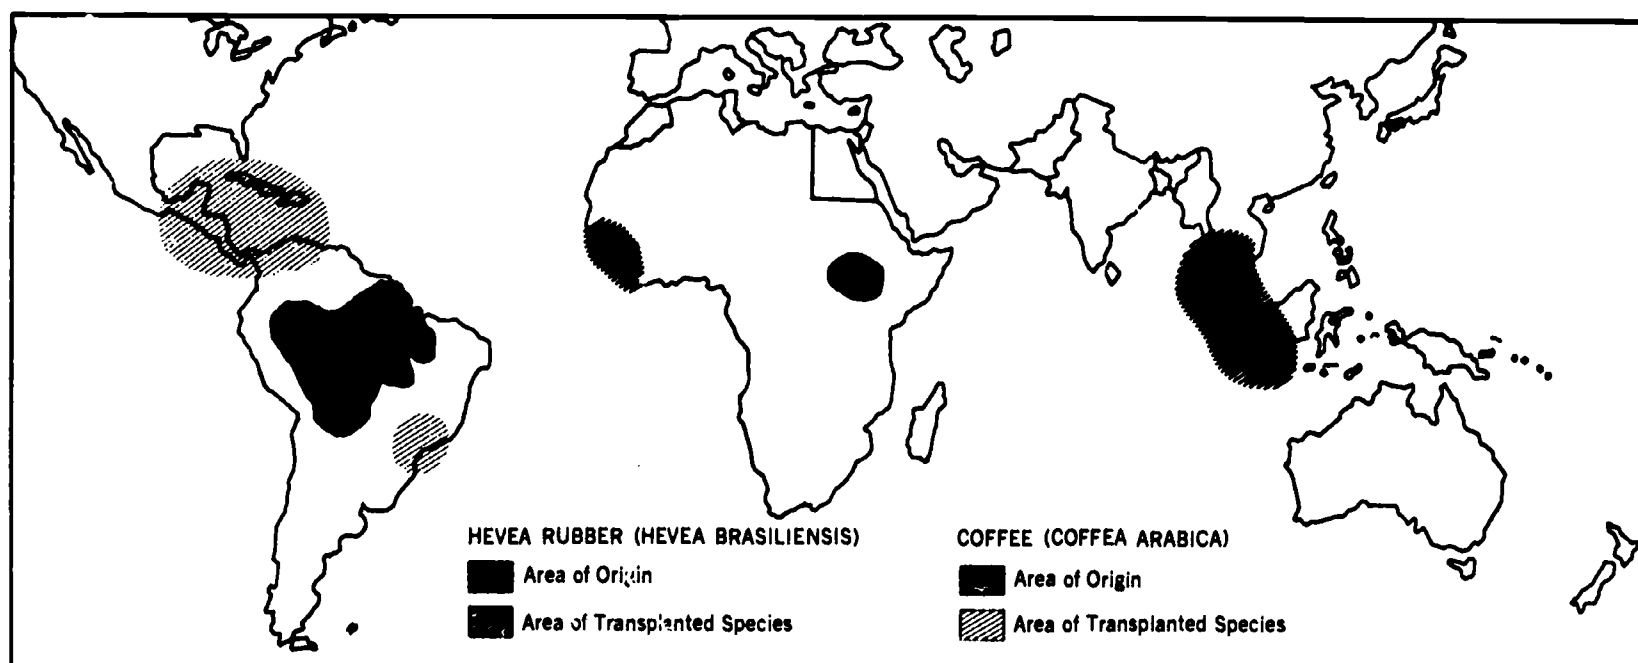 HEVEA RUBBER (HEVEA BRASILIENSIS)
Area of Origin
Area of Transplanted Species
COFFEE (COFFEA ARABICA)
Area of Origin
Area of Transplanted Species